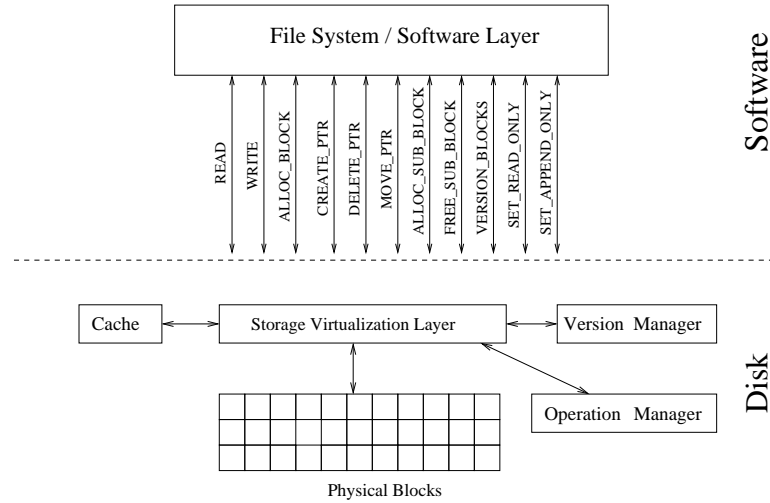 File System / Software Layer
Software
READ
WRITE
ALLOC_BLOCK
CREATE_PTR
DELETE_PTR
MOVE_PTR
ALLOC_SUB_BLOCK
FREE_SUB_BLOCK
VERSION_BLOCKS
SET_READ_ONLY
SET_APPEND_ONLY
Cache
Storage Virtualization Layer
Version Manager
Disk
Operation Manager
Physical Blocks